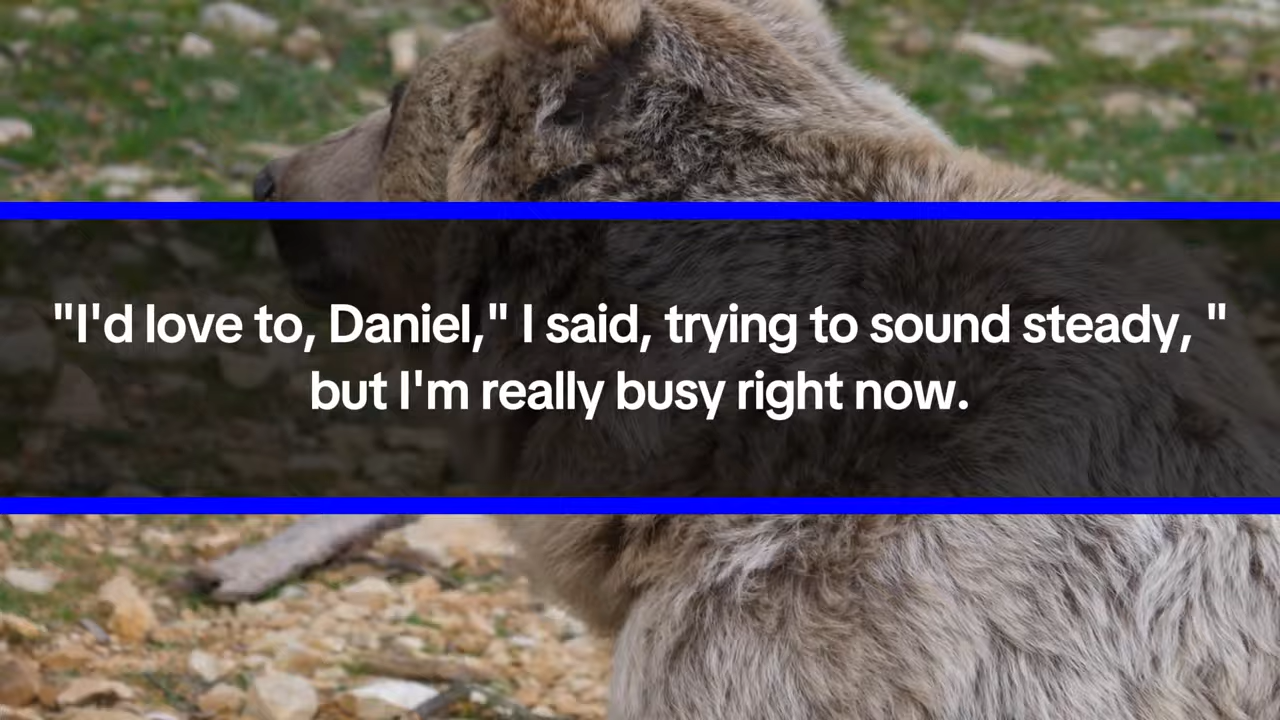 "I'd love to, Daniel," I said, trying to sound steady, "
but I'm really busy right now.